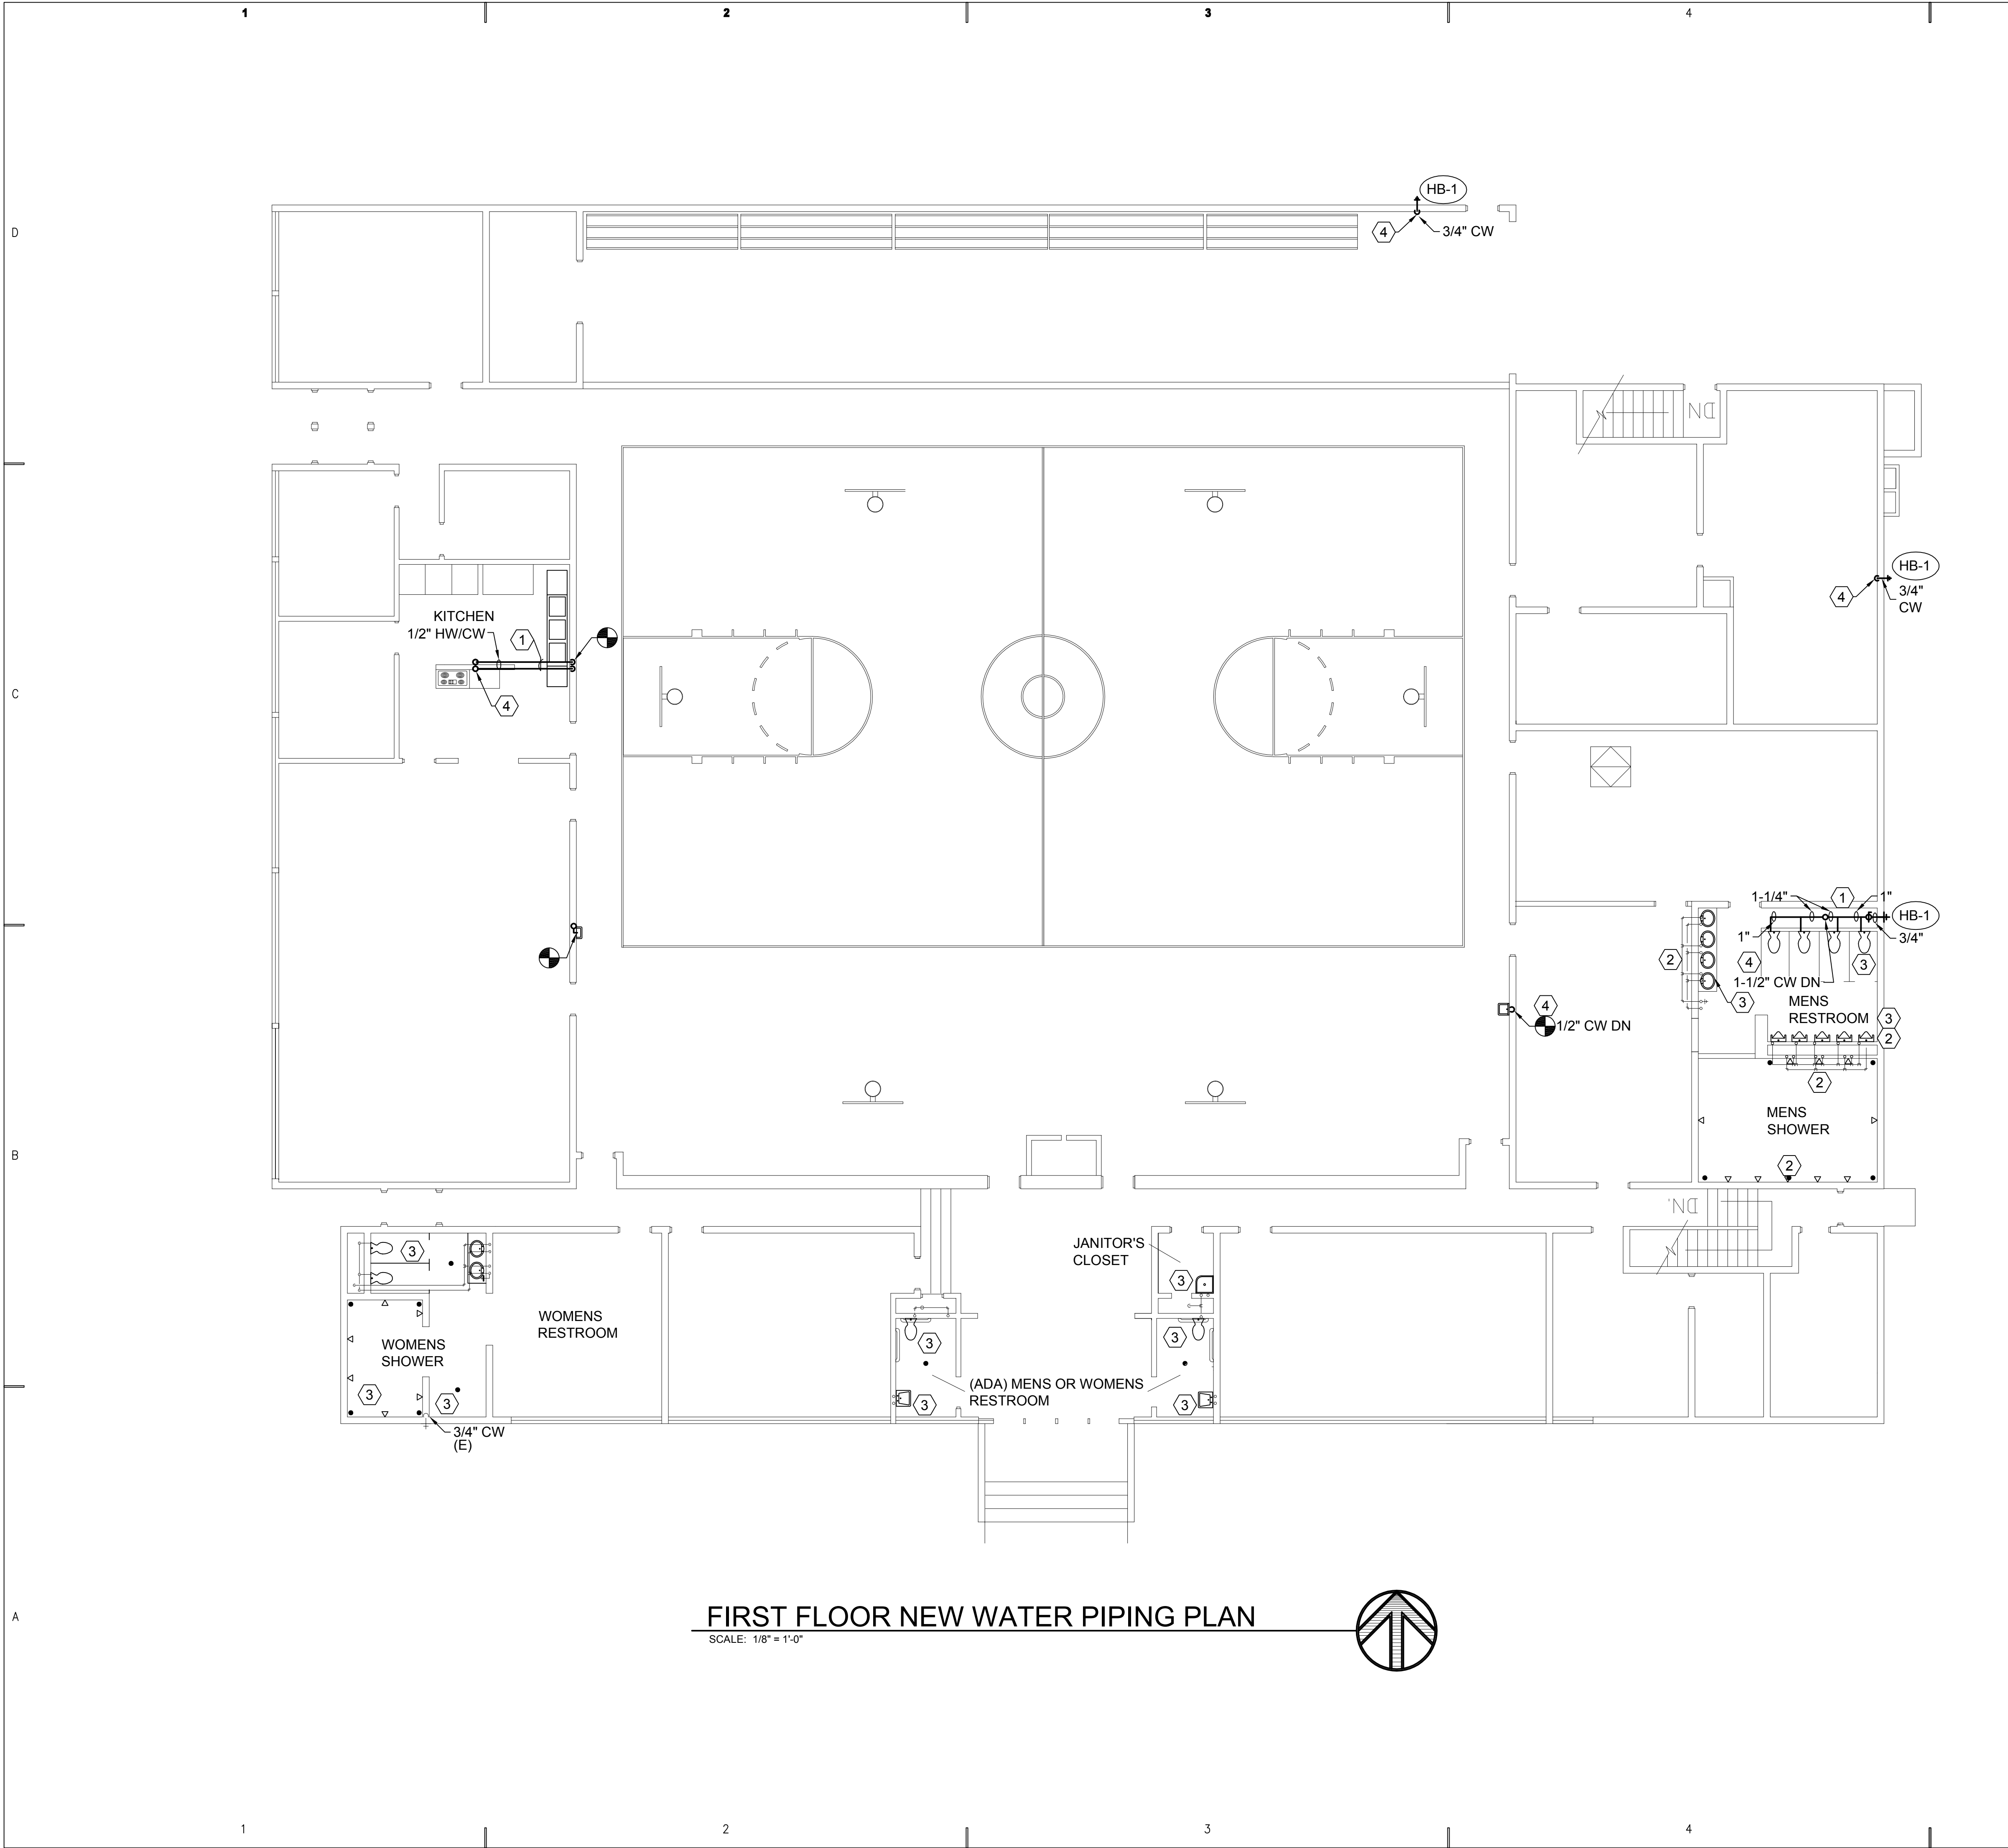 1 2 3 4
HB-1
D
4
3/4" CW
DN
HB-1
3/4"
CW
4
KITCHEN
1/2" HW/CW
1
C
4
1-1/4"
1
1"
HB-1
1"
3/4"
2
4
3
1-1/2" CW DN
3
MENS
RESTROOM
4
1/2" CW DN
3
2
2
MENS
SHOWER
B
2
DN
3
JANITOR'S
CLOSET
3
WOMENS
RESTROOM
WOMENS
SHOWER
3
3
(ADA) MENS OR WOMENS
RESTROOM
3
3
3
3
3/4" CW
(E)
A
FIRST FLOOR NEW WATER PIPING PLAN
SCALE: 1/8" = 1'-0"
1 2 3 4